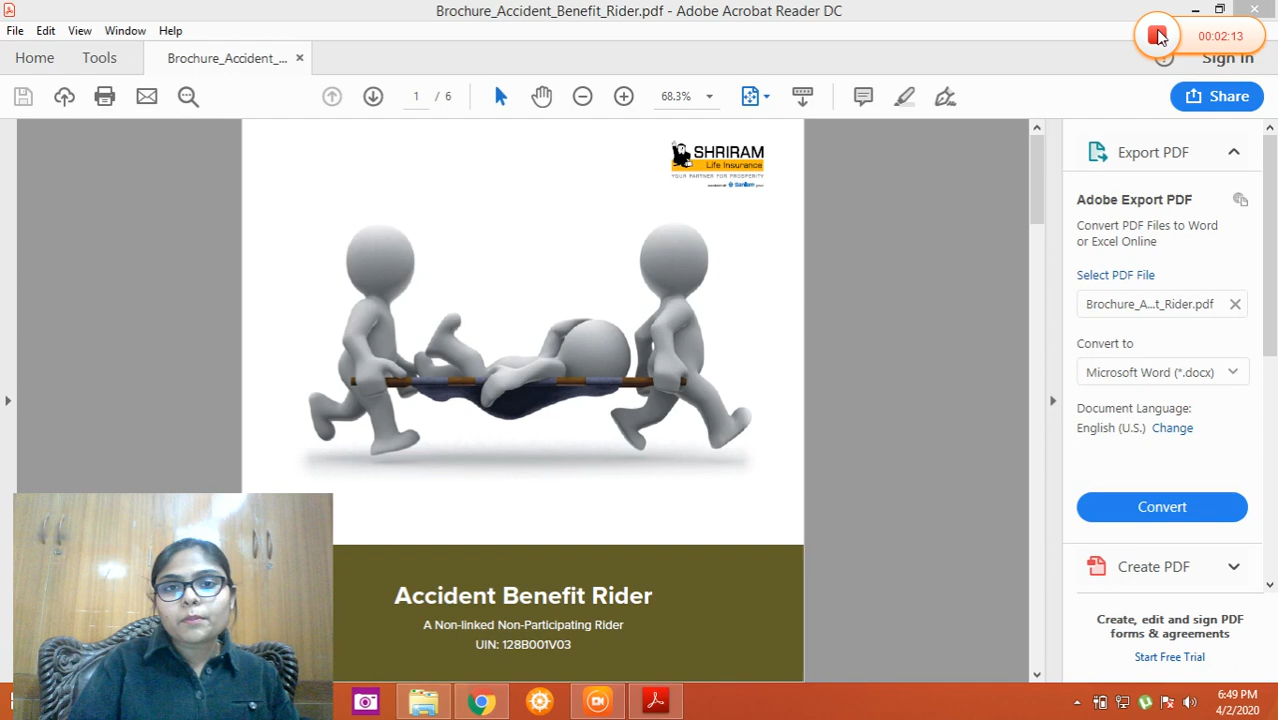 Brochure_Accident_Benefit_Rider.pdf - Adobe Acrobat Reader DC
File Edit View Window Help
00:02:13
Home Tools Brochure_Accident_... Sign In
1 / 6 68.3% Share
SHRIRAM
Life Insurance
YOUR PARTNER FOR PROSPERITY
Export PDF
Adobe Export PDF
Convert PDF Files to Word
or Excel Online
Select PDF File
Brochure_A...t_Rider.pdf
Convert to
Microsoft Word (*.docx)
Document Language:
English (U.S.) Change
Convert
Create PDF
Create, edit and sign PDF
forms & agreements
Start Free Trial
Accident Benefit Rider
A Non-linked Non-Participating Rider
UIN: 128B001V03
6:49 PM
4/2/2020